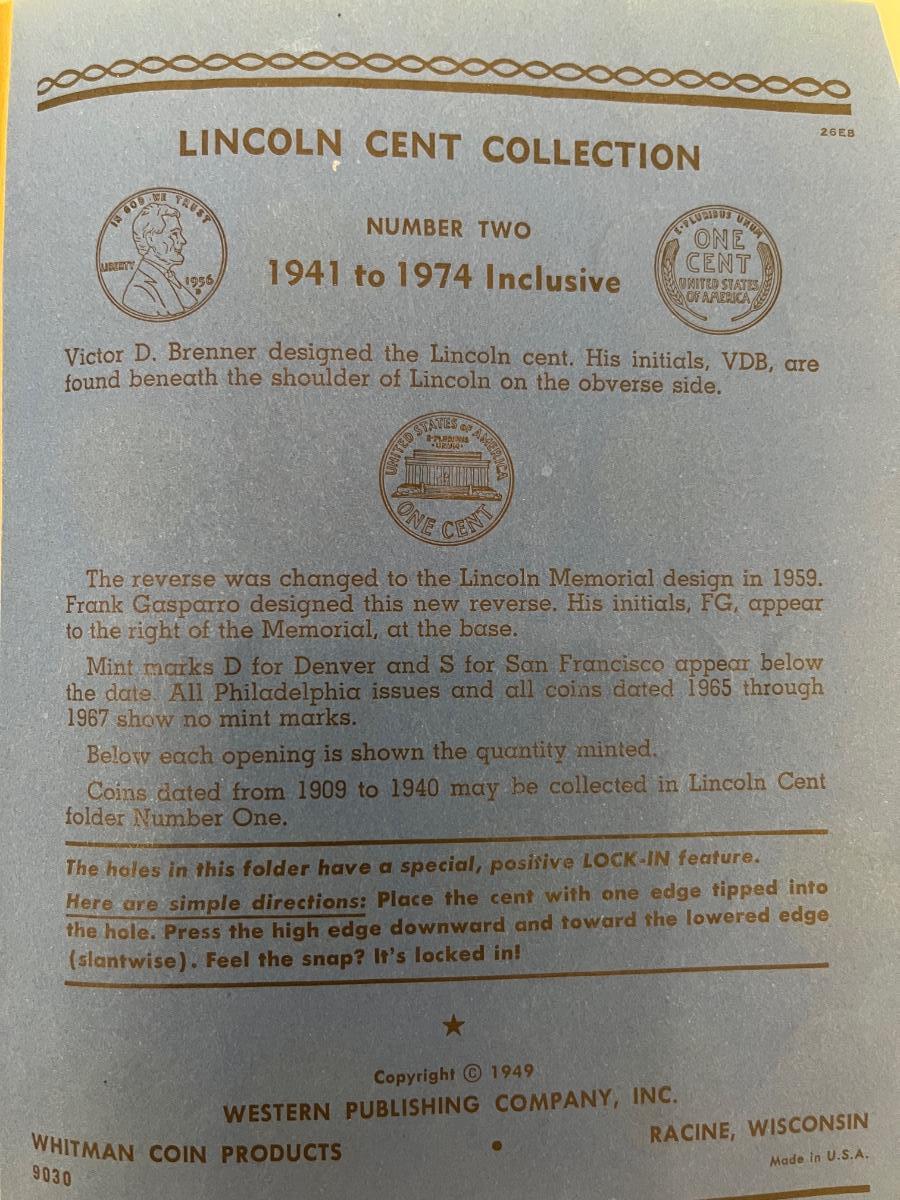 26E8
LINCOLN CENT COLLECTION
IN GOD WE TRUST
LIBERTY
1956
NUMBER TWO
1941 to 1974 Inclusive
E·PLURIBUS UNUM
ONE
CENT
UNITED STATES
OF AMERICA
Victor D. Brenner designed the Lincoln cent. His initials, VDB, are
found beneath the shoulder of Lincoln on the obverse side.
UNITED STATES OF AMERICA
E·PLURIBUS
·UNUM·
ONE CENT
The reverse was changed to the Lincoln Memorial design in 1959.
Frank Gasparro designed this new reverse. His initials, FG, appear
to the right of the Memorial, at the base.
Mint marks D for Denver and S for San Francisco appear below
the date. All Philadelphia issues and all coins dated 1965 through
1967 show no mint marks.
Below each opening is shown the quantity minted.
Coins dated from 1909 to 1940 may be collected in Lincoln Cent
folder Number One.
The holes in this folder have a special, positive LOCK-IN feature.
Here are simple directions: Place the cent with one edge tipped into
the hole. Press the high edge downward and toward the lowered edge
(slantwise). Feel the snap? It's locked in!
Copyright © 1949
WESTERN PUBLISHING COMPANY, INC.
WHITMAN COIN PRODUCTS • RACINE, WISCONSIN
9030
Made in U.S.A.